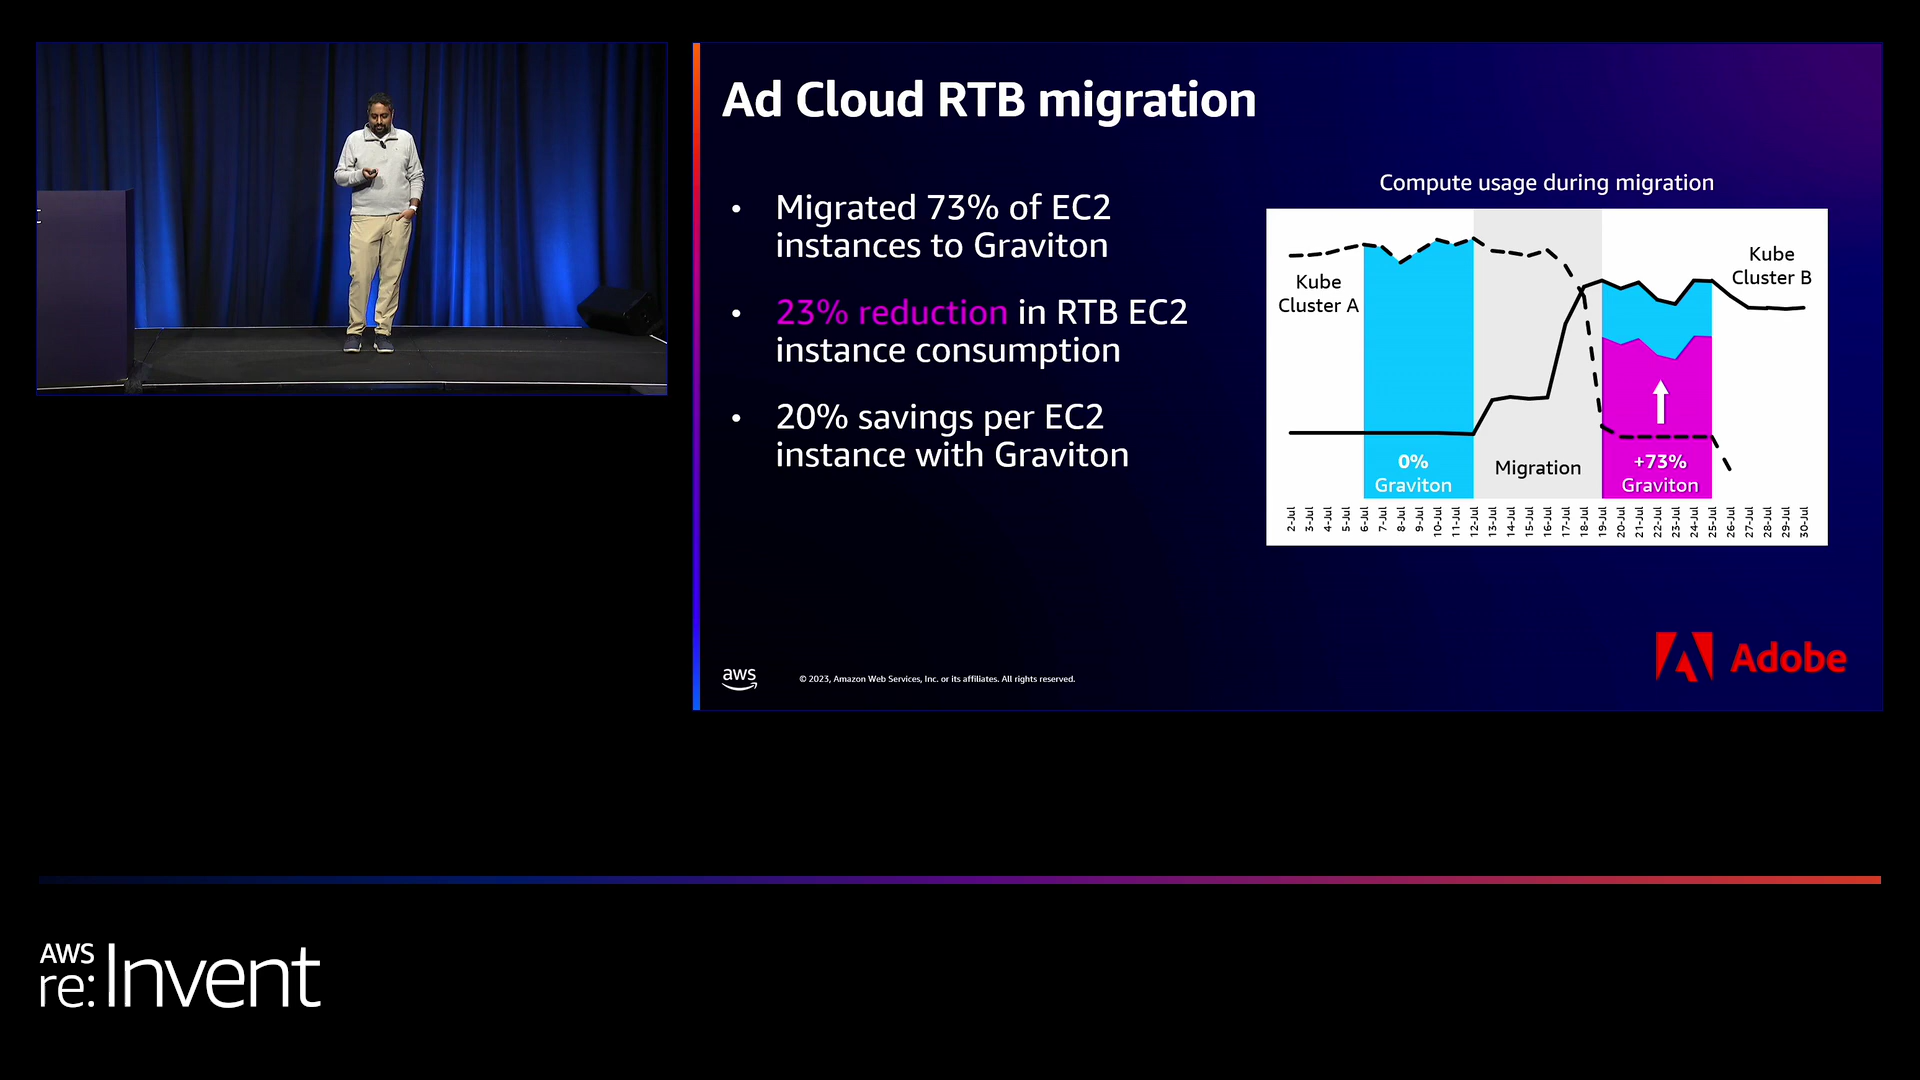 Ad Cloud RTB migration
• Migrated 73% of EC2
instances to Graviton
• 23% reduction in RTB EC2
instance consumption
• 20% savings per EC2
instance with Graviton
Compute usage during migration
Kube
Cluster A
Kube
Cluster B
0%
Graviton
Migration
+73%
Graviton
2-Jul
3-Jul
4-Jul
5-Jul
6-Jul
7-Jul
8-Jul
9-Jul
10-Jul
11-Jul
12-Jul
13-Jul
14-Jul
15-Jul
16-Jul
17-Jul
18-Jul
19-Jul
20-Jul
21-Jul
22-Jul
23-Jul
24-Jul
25-Jul
26-Jul
27-Jul
28-Jul
29-Jul
30-Jul
aws
© 2023, Amazon Web Services, Inc. or its affiliates. All rights reserved.
Adobe
AWS
re:Invent